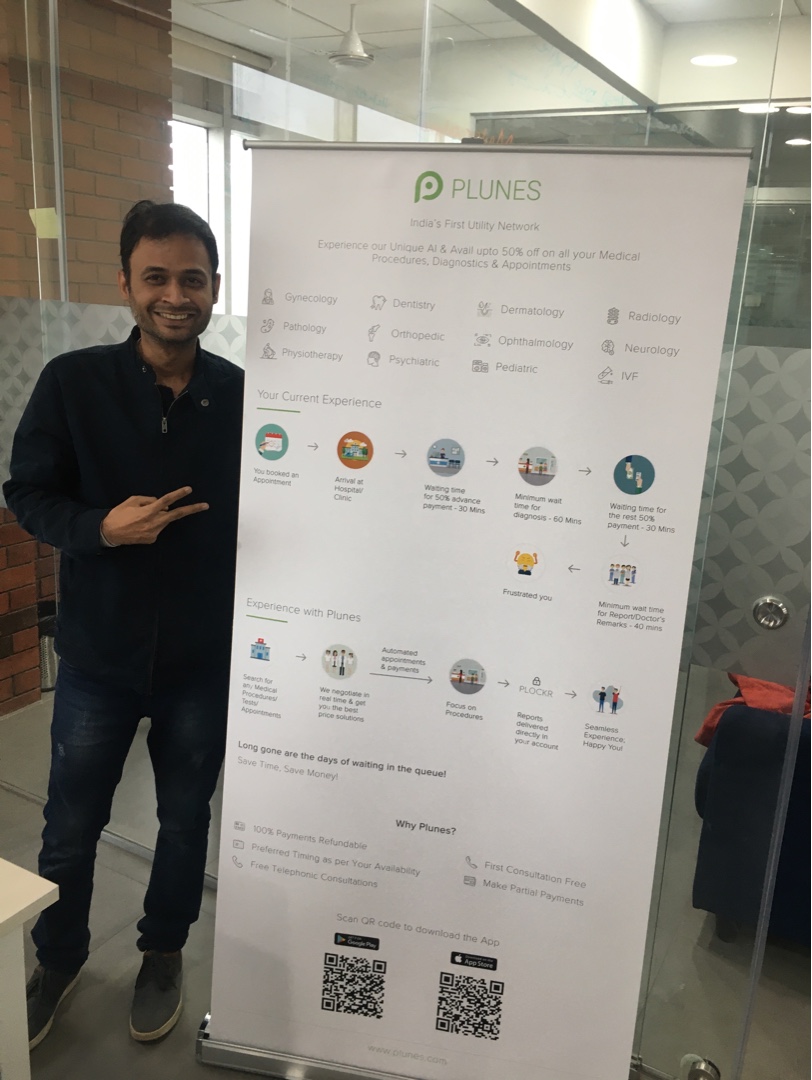 PLUNES
India's First Utility Network
Experience our Unique AI & Avail upto 50% off on all your Medical
Procedures, Diagnostics & Appointments
Gynecology
Dentistry
Dermatology
Radiology
Pathology
Orthopedic
Ophthalmology
Neurology
Physiotherapy
Psychiatric
Pediatric
IVF
Your Current Experience
You booked an
Appointment
Arrival at
Hospital/
Clinic
Waiting time
for 50% advance
payment - 30 Mins
Minimum wait
time for
diagnosis - 60 Mins
Waiting time for
the rest 50%
payment - 30 Mins
Minimum wait time
for Report/Doctor's
Remarks - 40 mins
Frustrated you
Experience with Plunes
Search for
any Medical
Procedures/
Tests/
Appointments
We negotiate in
real time & get
you the best
price solutions
Automated
appointments
& payments
Focus on
Procedures
PLOCKR
Reports
delivered
directly in
your account
Seamless
Experience;
Happy You!
Long gone are the days of waiting in the queue!
Save Time, Save Money!
Why Plunes?
100% Payments Refundable
Preferred Timing as per Your Availability
Free Telephonic Consultations
First Consultation Free
Make Partial Payments
Scan QR code to download the App
Google Play
App Store
www.plunes.com